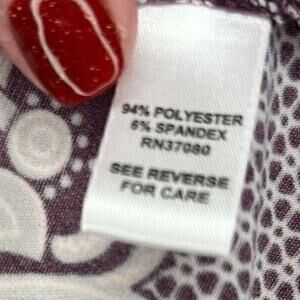 94% POLYESTER
6% SPANDEX
RN37080
SEE REVERSE
FOR CARE